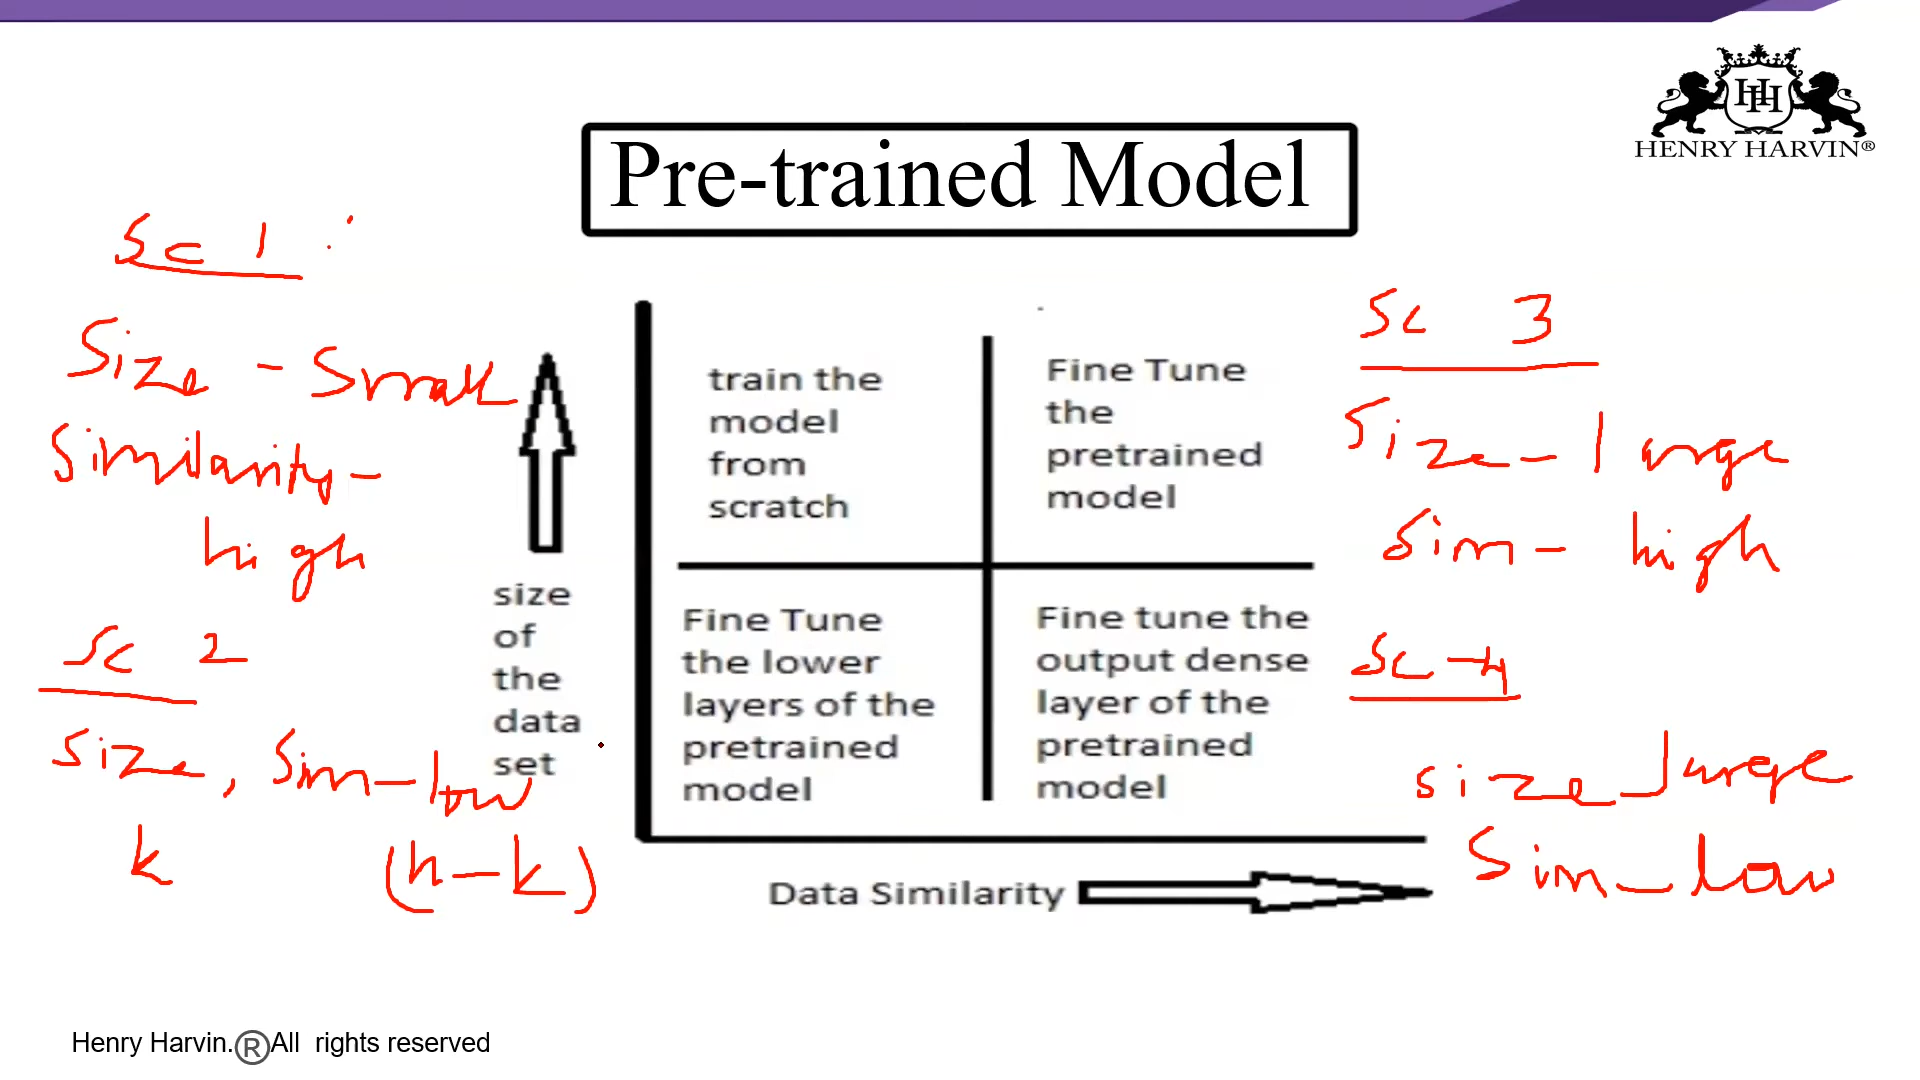 HH
HENRY HARVIN®
Pre-trained Model
Sc 1 :
Size - Small
Similarity -
high
Sc 2
Size, Sim - low
k (n - k)
size
of
the
data
set
train the
model
from
scratch
Fine Tune
the
pretrained
model
Fine Tune
the lower
layers of the
pretrained
model
Fine tune the
output dense
layer of the
pretrained
model
Data Similarity
Sc 3
Size - large
Sim - high
Sc - 4
size - large
Sim - low
Henry Harvin.®All rights reserved